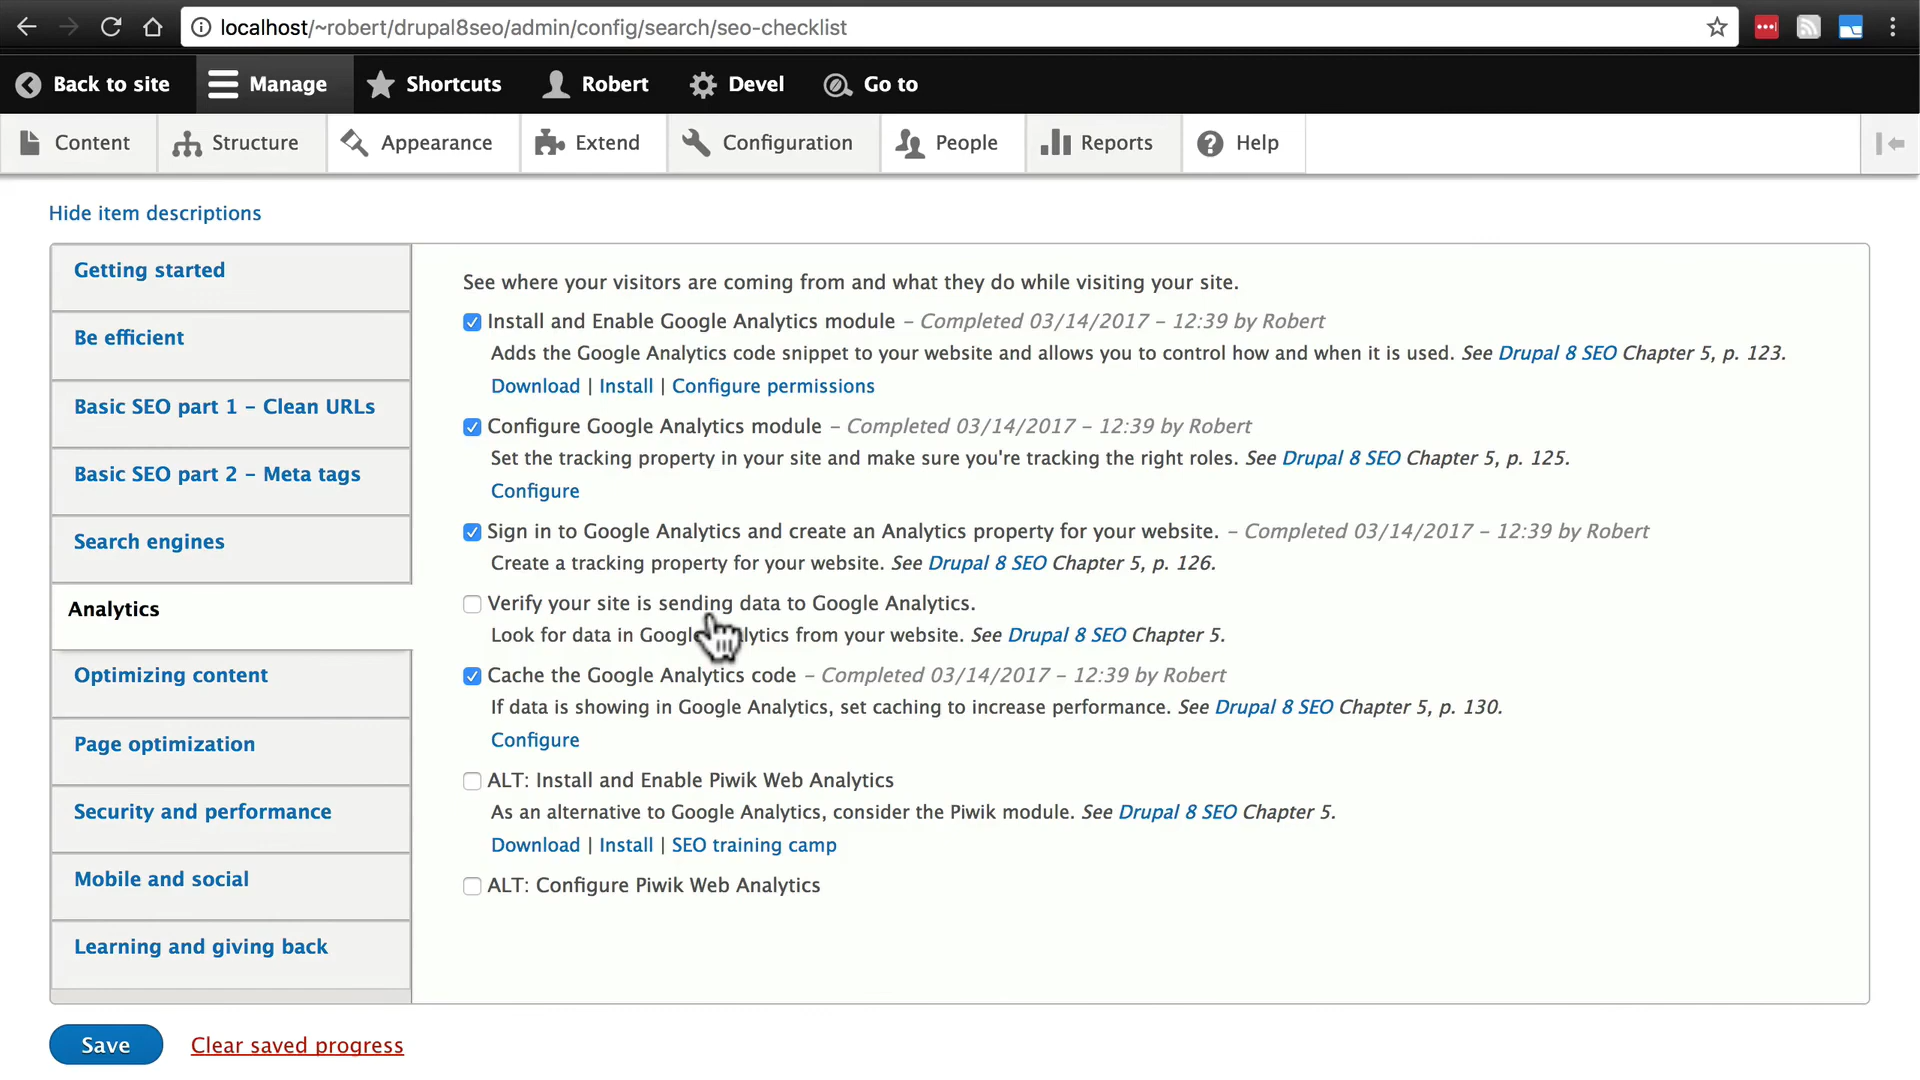 localhost/~robert/drupal8seo/admin/config/search/seo-checklist
Back to site Manage Shortcuts Robert Devel Go to
Content Structure Appearance Extend Configuration People Reports Help
Hide item descriptions
Getting started
Be efficient
Basic SEO part 1 – Clean URLs
Basic SEO part 2 – Meta tags
Search engines
Analytics
Optimizing content
Page optimization
Security and performance
Mobile and social
Learning and giving back
See where your visitors are coming from and what they do while visiting your site.
Install and Enable Google Analytics module – Completed 03/14/2017 – 12:39 by Robert
Adds the Google Analytics code snippet to your website and allows you to control how and when it is used. See Drupal 8 SEO Chapter 5, p. 123.
Download | Install | Configure permissions
Configure Google Analytics module – Completed 03/14/2017 – 12:39 by Robert
Set the tracking property in your site and make sure you're tracking the right roles. See Drupal 8 SEO Chapter 5, p. 125.
Configure
Sign in to Google Analytics and create an Analytics property for your website. – Completed 03/14/2017 – 12:39 by Robert
Create a tracking property for your website. See Drupal 8 SEO Chapter 5, p. 126.
Verify your site is sending data to Google Analytics.
Look for data in Google Analytics from your website. See Drupal 8 SEO Chapter 5.
Cache the Google Analytics code – Completed 03/14/2017 – 12:39 by Robert
If data is showing in Google Analytics, set caching to increase performance. See Drupal 8 SEO Chapter 5, p. 130.
Configure
ALT: Install and Enable Piwik Web Analytics
As an alternative to Google Analytics, consider the Piwik module. See Drupal 8 SEO Chapter 5.
Download | Install | SEO training camp
ALT: Configure Piwik Web Analytics
Save Clear saved progress